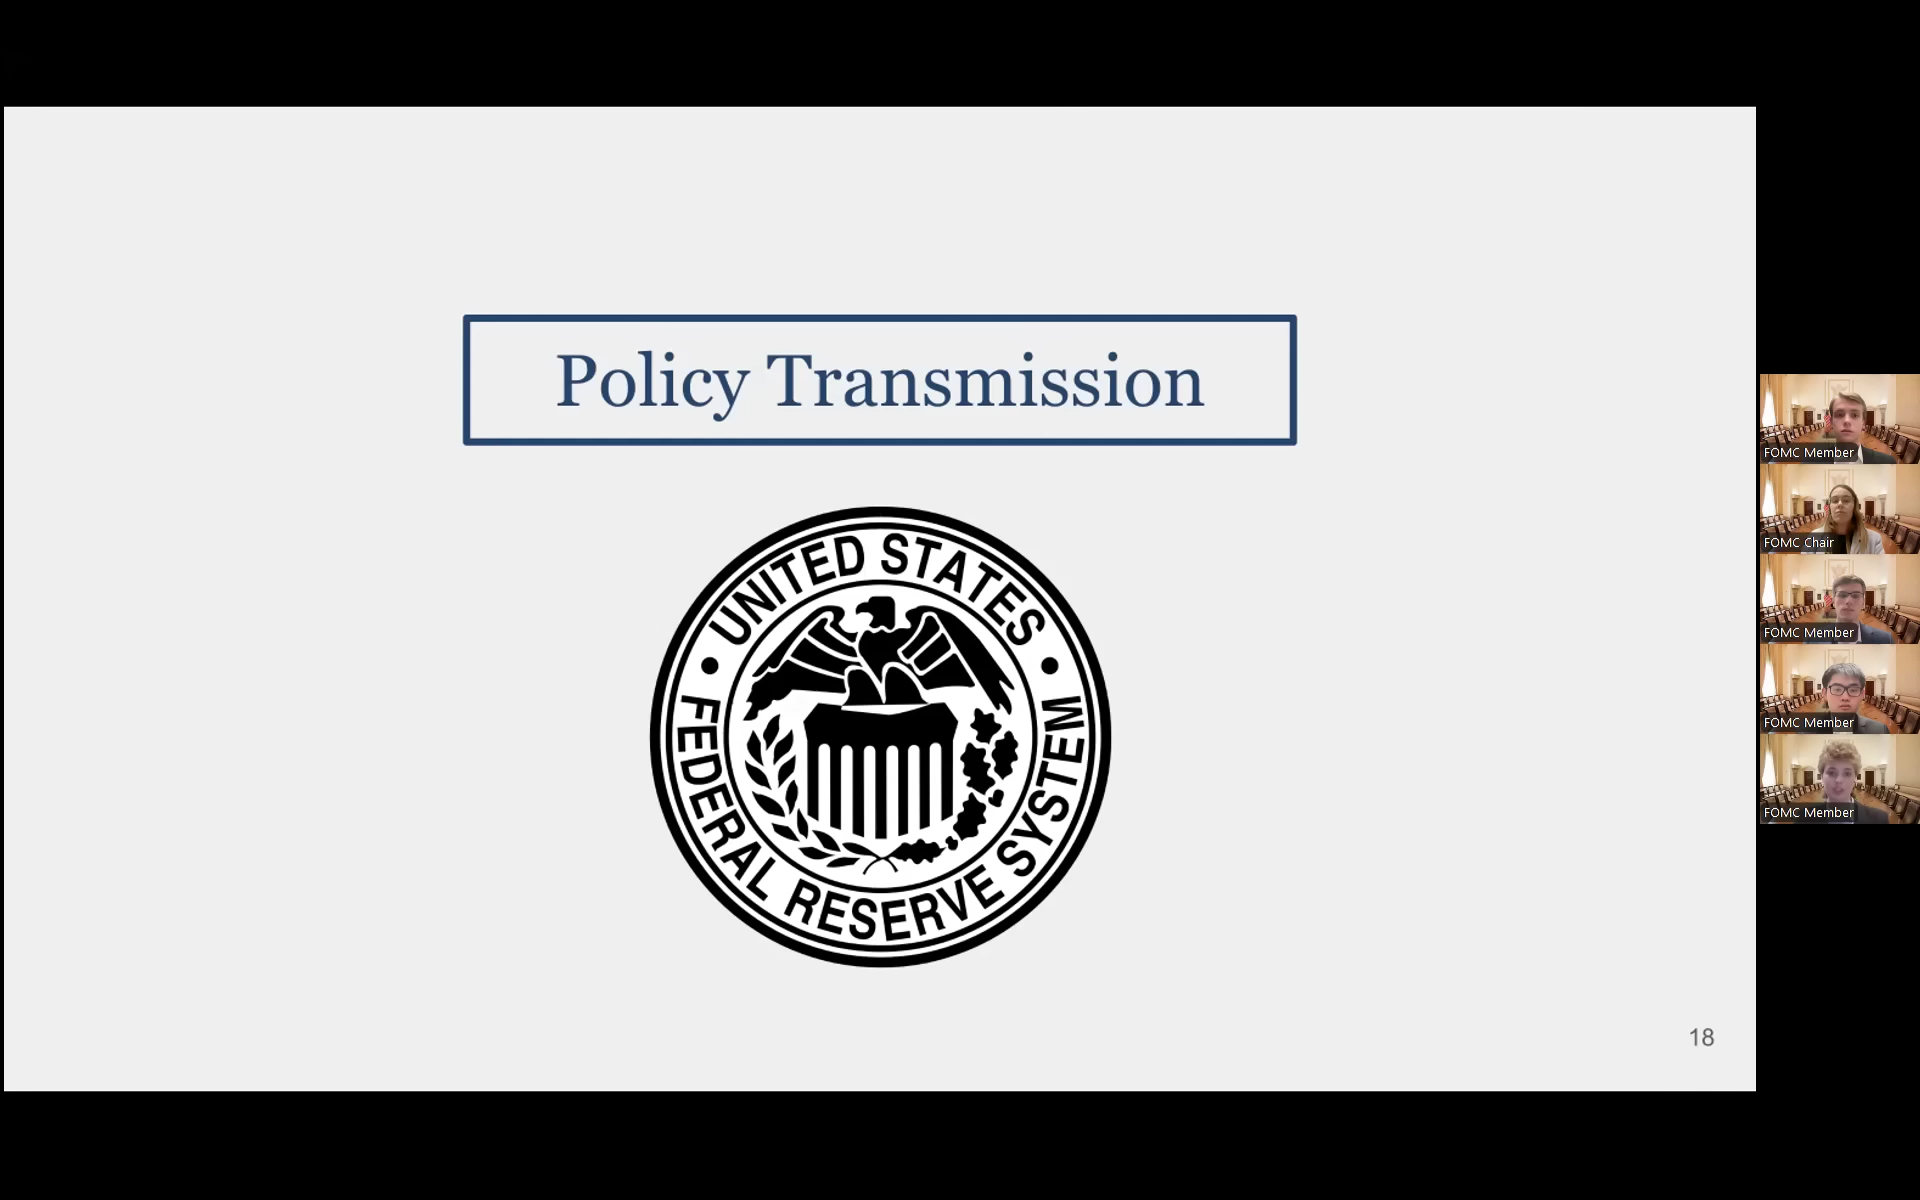 Policy Transmission
UNITED STATES
FEDERAL RESERVE SYSTEM
18
FOMC Member
FOMC Chair
FOMC Member
FOMC Member
FOMC Member